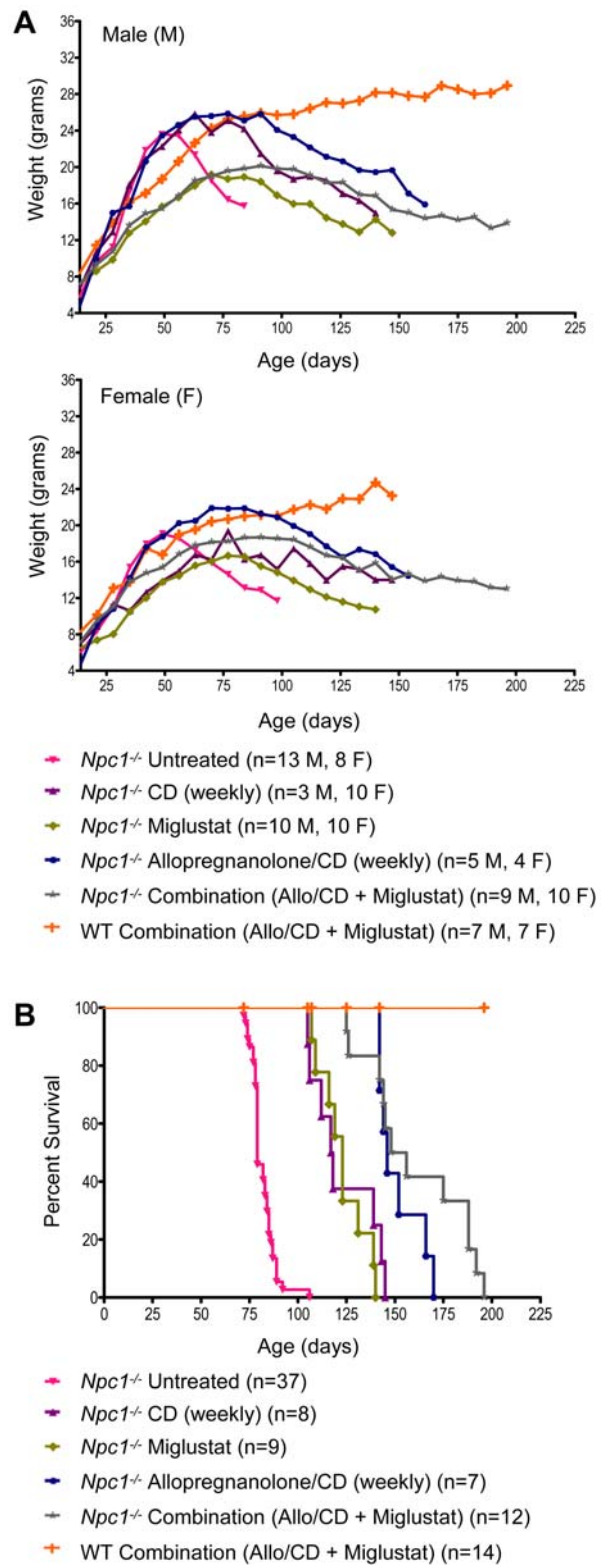 A
Male (M)
36
32
28
24
20
16
12
8
4
Weight (grams)
25 50 75 100 125 150 175 200 225
Age (days)
Female (F)
36
32
28
24
20
16
12
8
4
Weight (grams)
25 50 75 100 125 150 175 200 225
Age (days)
Npc1-/- Untreated (n=13 M, 8 F)
Npc1-/- CD (weekly) (n=3 M, 10 F)
Npc1-/- Miglustat (n=10 M, 10 F)
Npc1-/- Allopregnanolone/CD (weekly) (n=5 M, 4 F)
Npc1-/- Combination (Allo/CD + Miglustat) (n=9 M, 10 F)
WT Combination (Allo/CD + Miglustat) (n=7 M, 7 F)
B
100
80
60
40
20
0
Percent Survival
0 25 50 75 100 125 150 175 200 225
Age (days)
Npc1-/- Untreated (n=37)
Npc1-/- CD (weekly) (n=8)
Npc1-/- Miglustat (n=9)
Npc1-/- Allopregnanolone/CD (weekly) (n=7)
Npc1-/- Combination (Allo/CD + Miglustat) (n=12)
WT Combination (Allo/CD + Miglustat) (n=14)